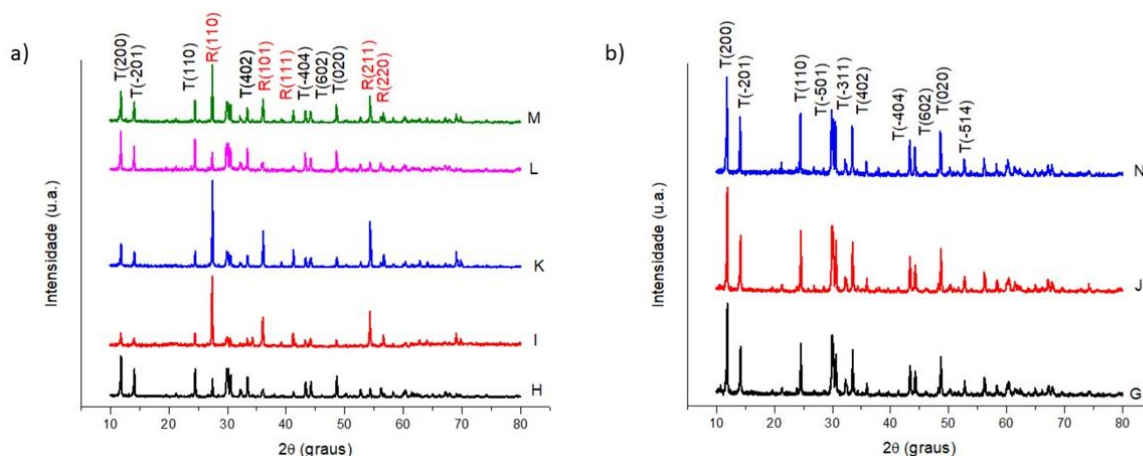 a)
T(200)
T(-201)
T(110)
R(110)
T(402)
R(101)
R(111)
T(-404)
T(602)
T(020)
R(211)
R(220)
M
L
K
I
H
Intensidade (u.a.)
10 20 30 40 50 60 70 80
2θ (graus)
b)
T(200)
T(-201)
T(110)
T(-501)
T(-311)
T(402)
T(-404)
T(602)
T(020)
T(-514)
N
J
G
Intensidade (u.a.)
10 20 30 40 50 60 70 80
2θ (graus)